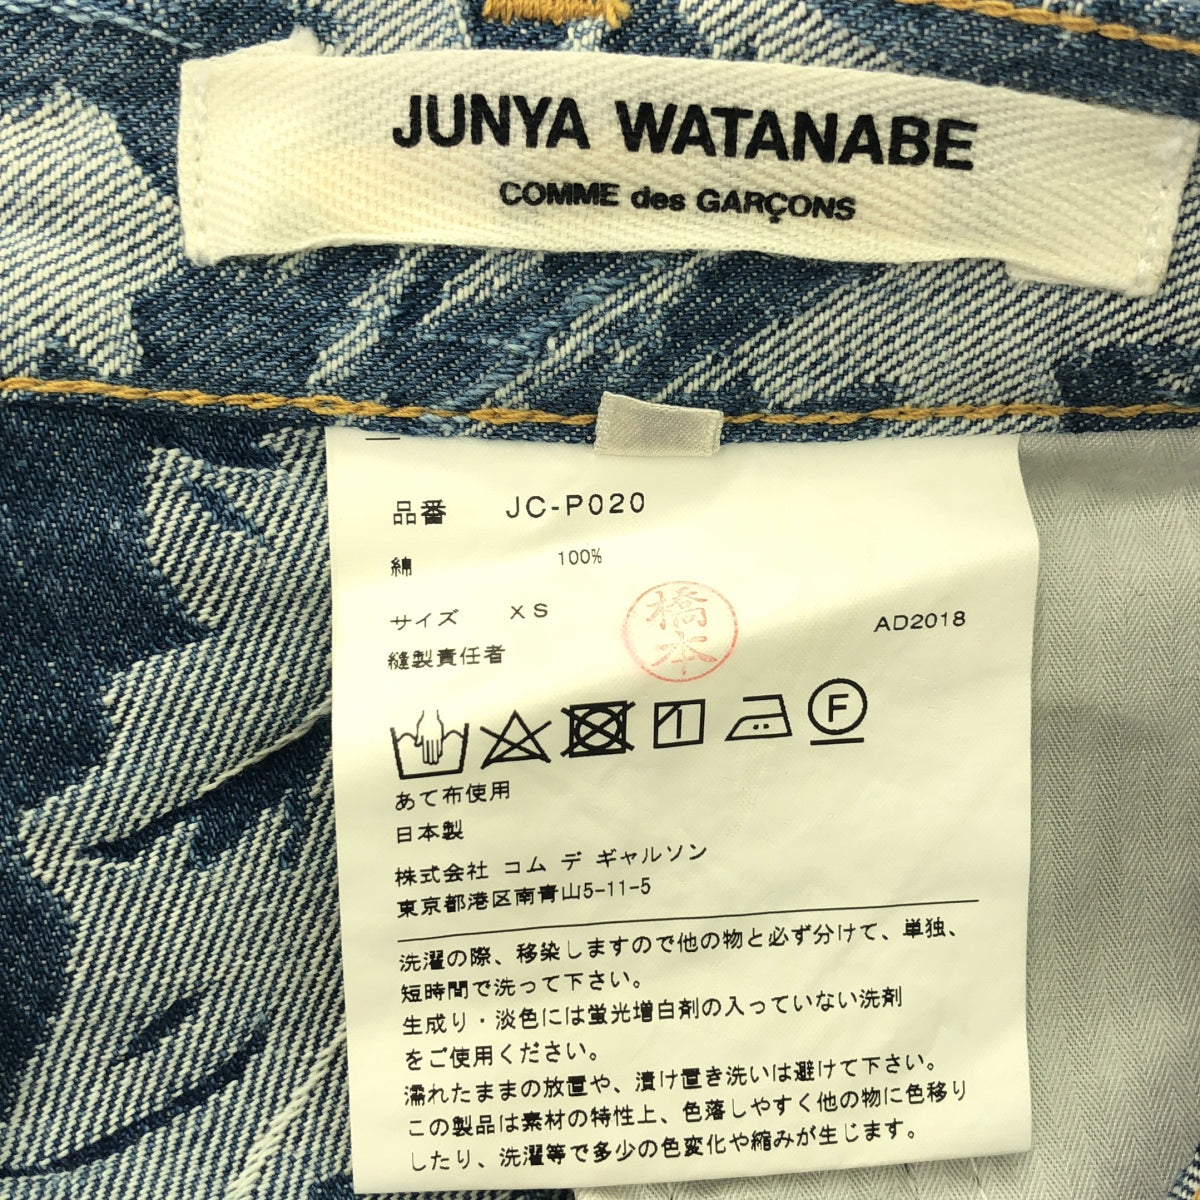 JUNYA WATANABE
COMME des GARÇONS
品番 JC-P020
綿 100%
サイズ XS
橋本
AD2018
縫製責任者
F
あて布使用
日本製
株式会社 コム デ ギャルソン
東京都港区南青山5-11-5
洗濯の際、移染しますので他の物と必ず分けて、単独、
短時間で洗って下さい。
生成り・淡色には蛍光増白剤の入っていない洗剤
をご使用ください。
濡れたままの放置や、漬け置き洗いは避けて下さい。
この製品は素材の特性上、色落しやすく他の物に色移り
したり、洗濯等で多少の色変化や縮みが生じます。